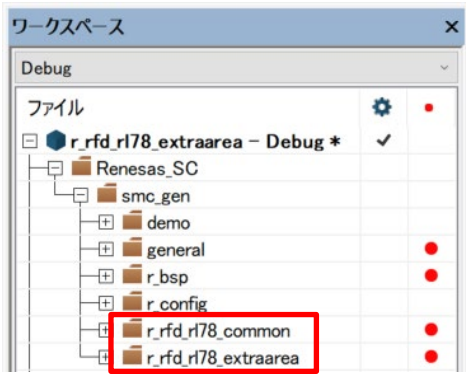 ワークスペース
Debug
ファイル
r_rfd_rl78_extraarea – Debug *
Renesas_SC
smc_gen
demo
general
r_bsp
r_config
r_rfd_rl78_common
r_rfd_rl78_extraarea